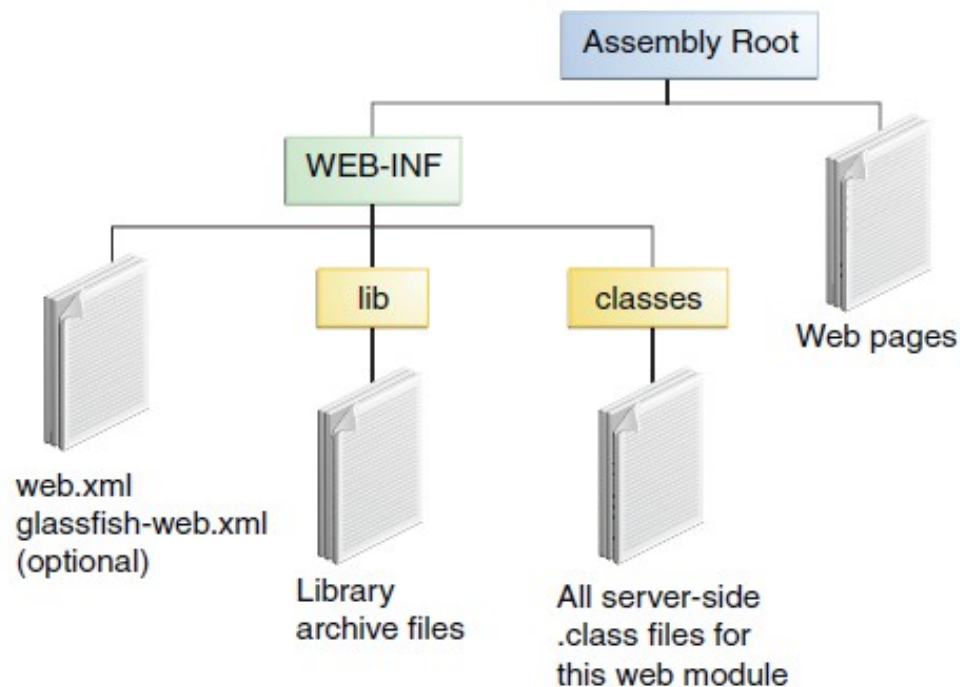 Assembly Root
WEB-INF
lib
classes
Web pages
web.xml
glassfish-web.xml
(optional)
Library
archive files
All server-side
.class files for
this web module